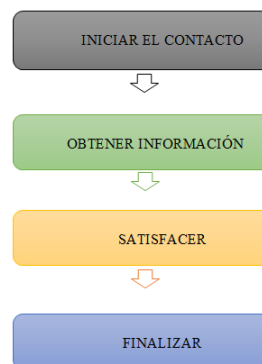 INICIAR EL CONTACTO
OBTENER INFORMACIÓN
SATISFACER
FINALIZAR